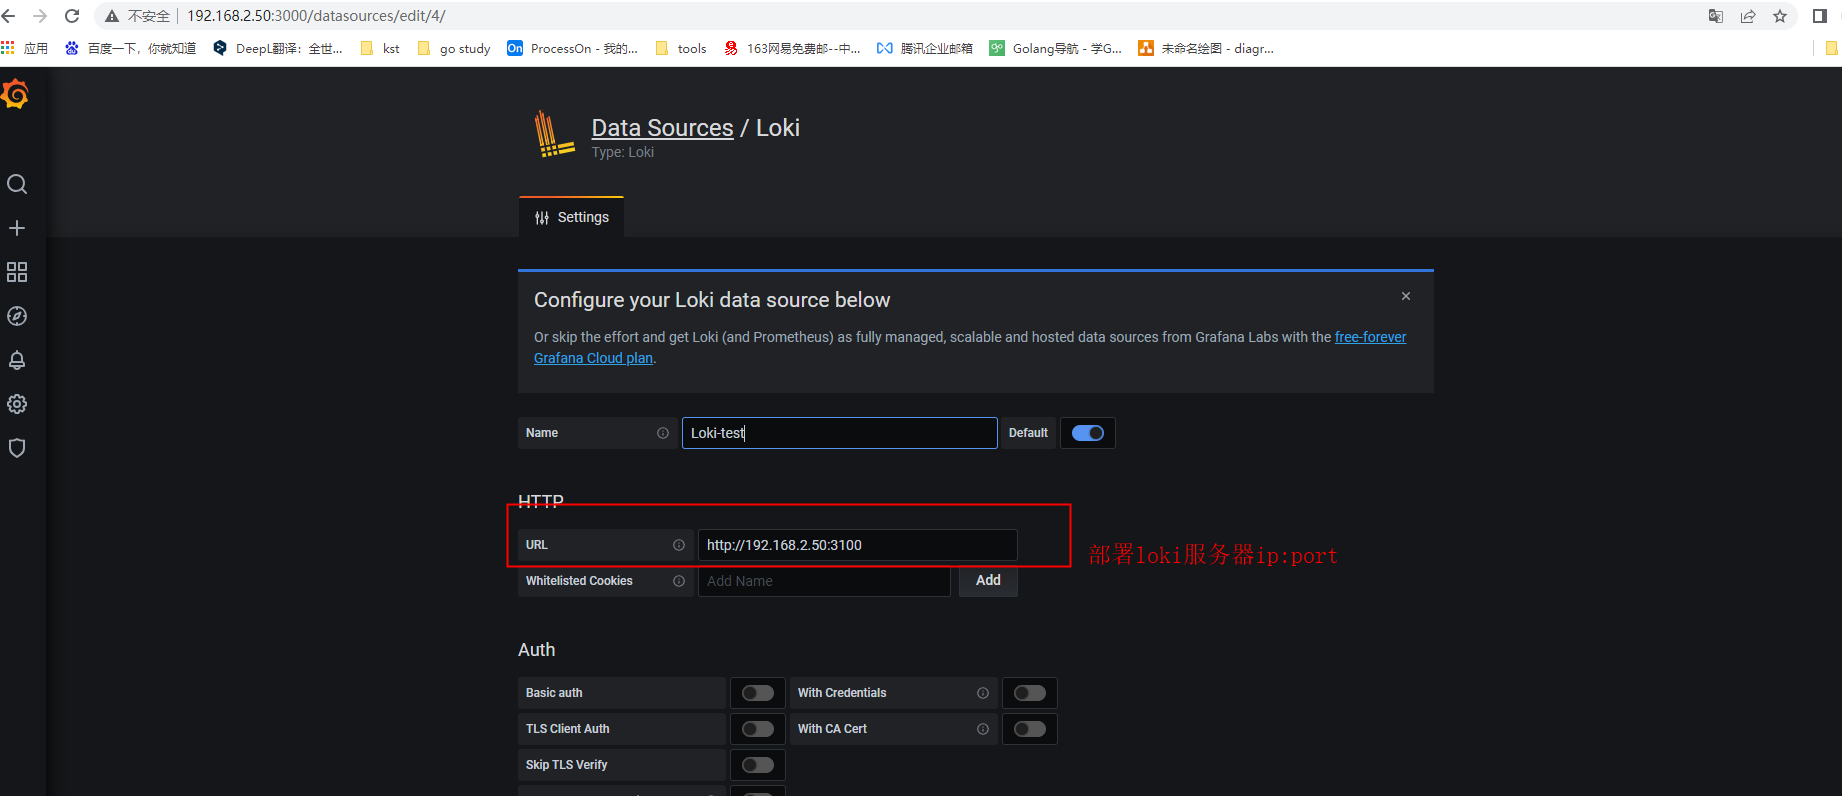 不安全 192.168.2.50:3000/datasources/edit/4/
应用 百度一下，你就知道 DeepL翻译：全世... kst go study ProcessOn - 我的... tools 163网易免费邮--中... 腾讯企业邮箱 Golang导航 - 学G... 未命名绘图 - diagr...
Data Sources / Loki
Type: Loki
Settings
Configure your Loki data source below
Or skip the effort and get Loki (and Prometheus) as fully managed, scalable and hosted data sources from Grafana Labs with the free-forever
Grafana Cloud plan.
Name Loki-test Default
HTTP
URL http://192.168.2.50:3100
部署loki服务器ip:port
Whitelisted Cookies Add Name Add
Auth
Basic auth With Credentials
TLS Client Auth With CA Cert
Skip TLS Verify